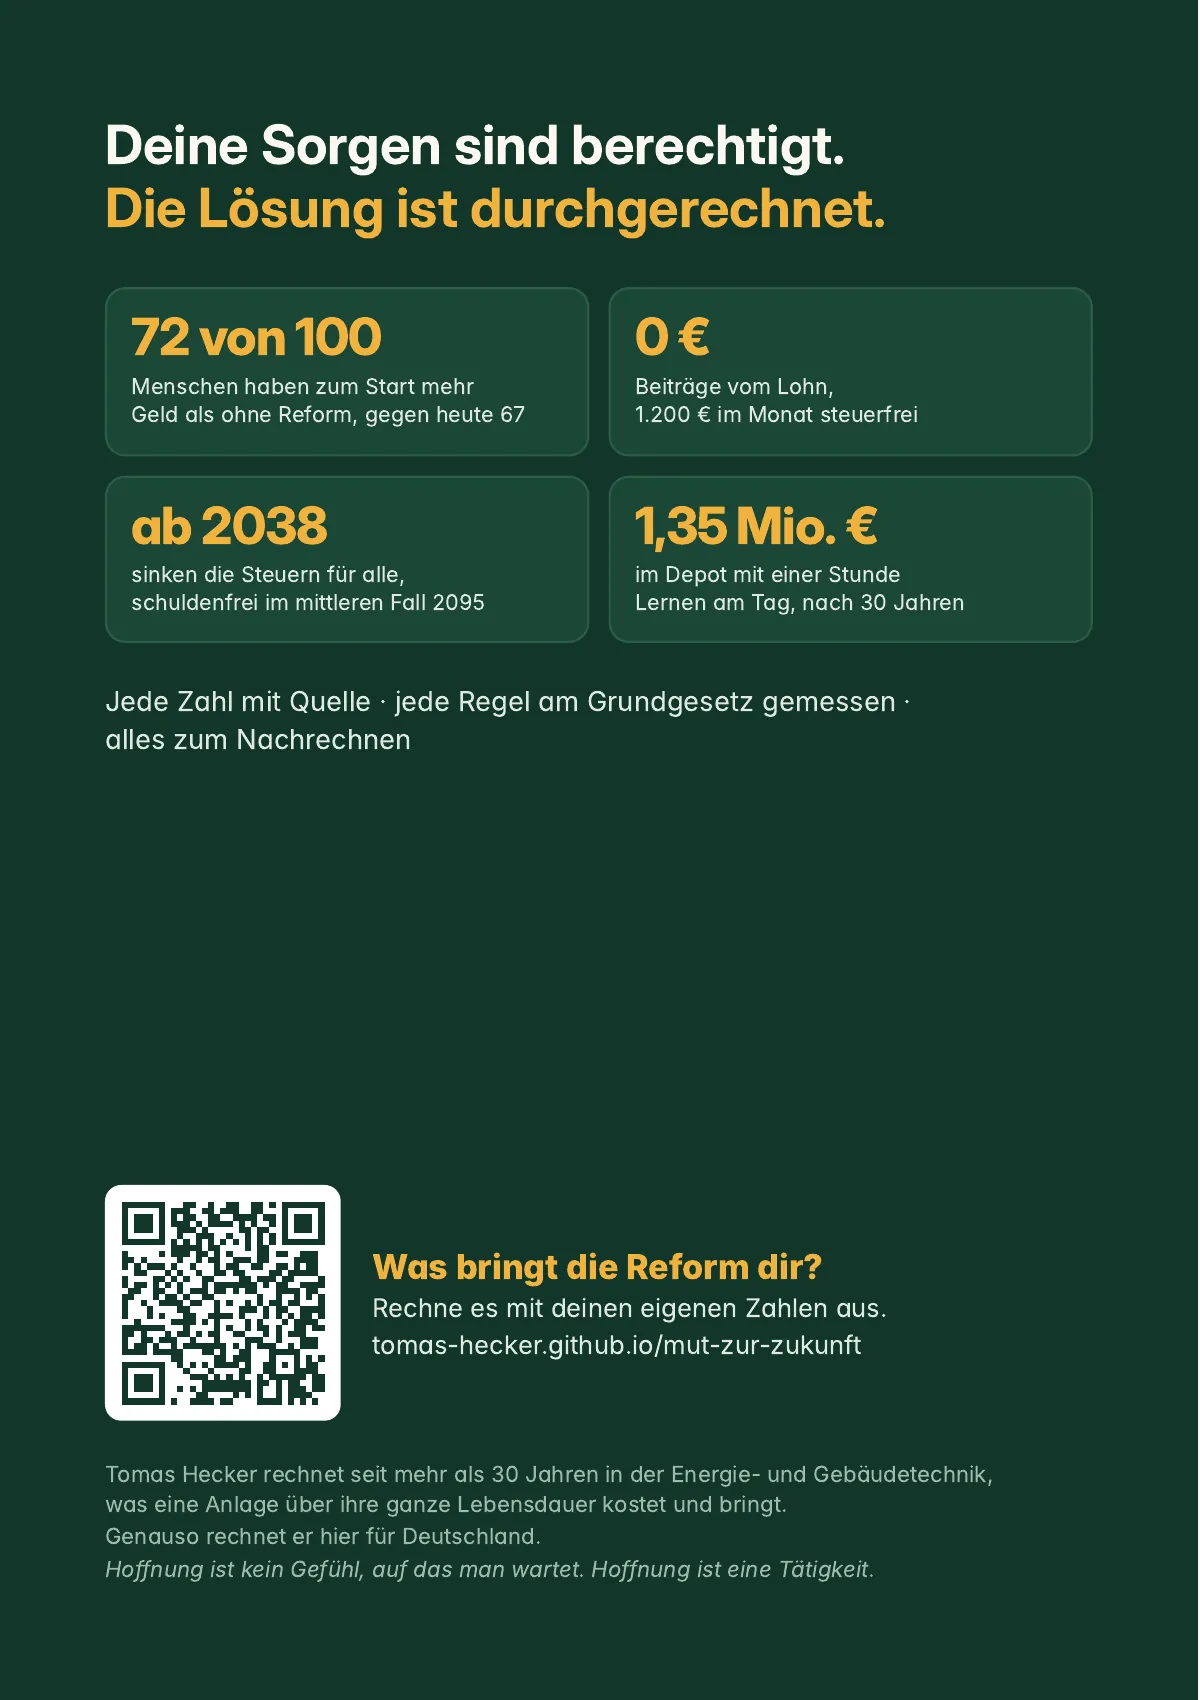 Deine Sorgen sind berechtigt.
Die Lösung ist durchgerechnet.
72 von 100
Menschen haben zum Start mehr
Geld als ohne Reform, gegen heute 67
0 €
Beiträge vom Lohn,
1.200 € im Monat steuerfrei
ab 2038
sinken die Steuern für alle,
schuldenfrei im mittleren Fall 2095
1,35 Mio. €
im Depot mit einer Stunde
Lernen am Tag, nach 30 Jahren
Jede Zahl mit Quelle · jede Regel am Grundgesetz gemessen ·
alles zum Nachrechnen
Was bringt die Reform dir?
Rechne es mit deinen eigenen Zahlen aus.
tomas-hecker.github.io/mut-zur-zukunft
Tomas Hecker rechnet seit mehr als 30 Jahren in der Energie- und Gebäudetechnik,
was eine Anlage über ihre ganze Lebensdauer kostet und bringt.
Genauso rechnet er hier für Deutschland.
Hoffnung ist kein Gefühl, auf das man wartet. Hoffnung ist eine Tätigkeit.